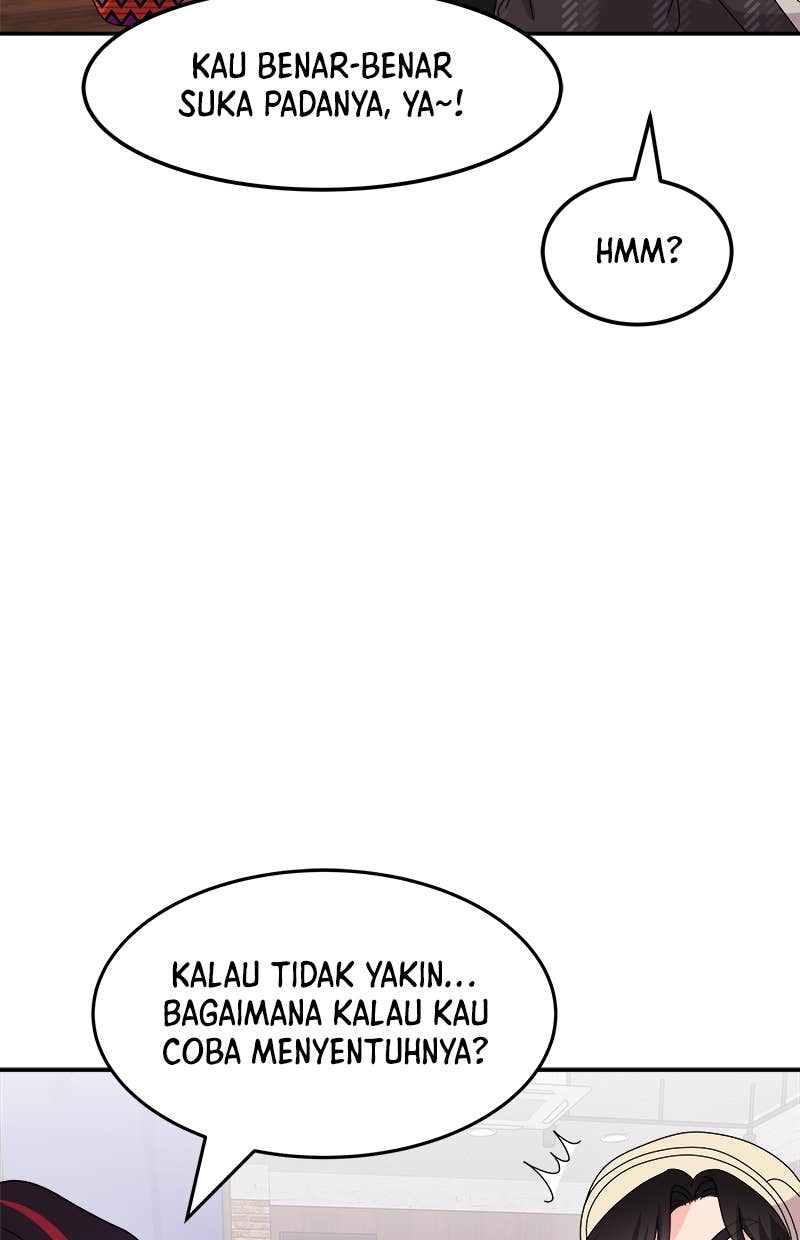 KAU BENAR-BENAR
SUKA PADANYA, YA~!
HMM?
KALAU TIDAK YAKIN...
BAGAIMANA KALAU KAU
COBA MENYENTUHNYA?